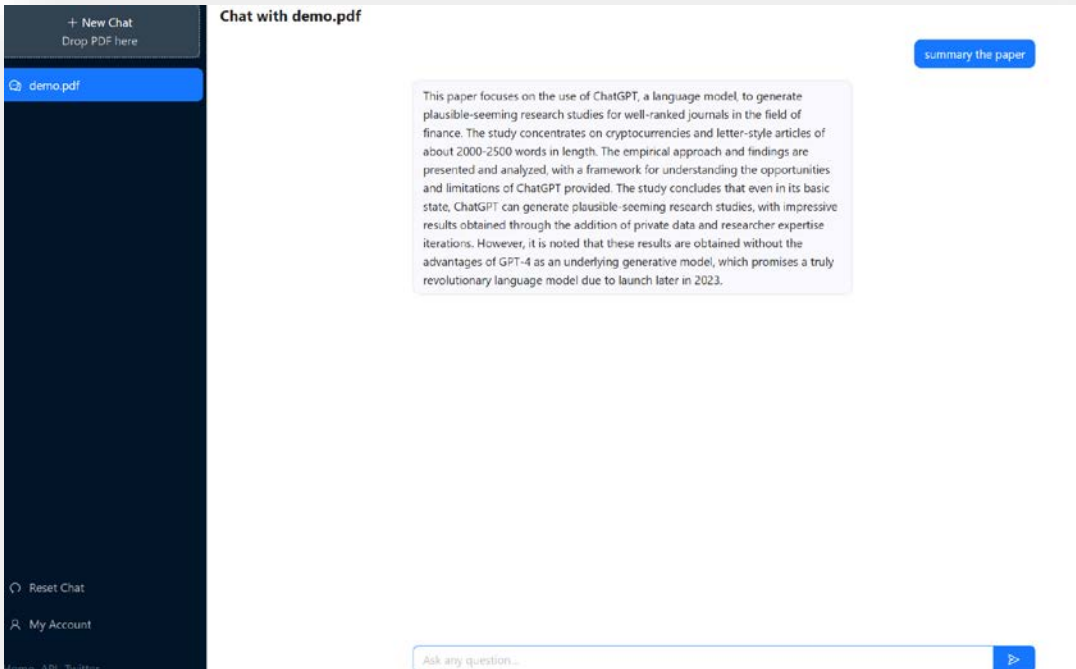 + New Chat
Drop PDF here
demo.pdf
Reset Chat
My Account
Home API Twitter
Chat with demo.pdf
summary the paper
This paper focuses on the use of ChatGPT, a language model, to generate
plausible-seeming research studies for well-ranked journals in the field of
finance. The study concentrates on cryptocurrencies and letter-style articles of
about 2000-2500 words in length. The empirical approach and findings are
presented and analyzed, with a framework for understanding the opportunities
and limitations of ChatGPT provided. The study concludes that even in its basic
state, ChatGPT can generate plausible-seeming research studies, with impressive
results obtained through the addition of private data and researcher expertise
iterations. However, it is noted that these results are obtained without the
advantages of GPT-4 as an underlying generative model, which promises a truly
revolutionary language model due to launch later in 2023.
Ask any question...